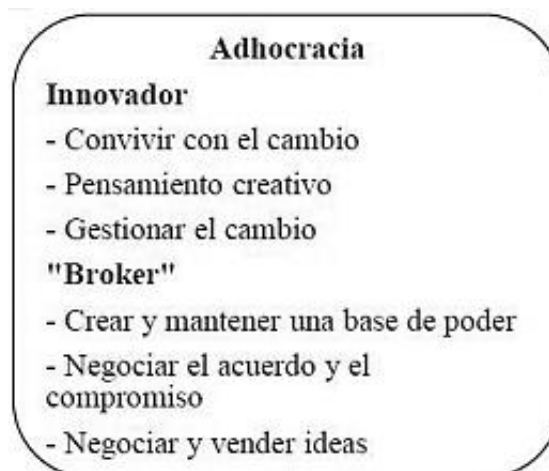 Adhocracia
Innovador
- Convivir con el cambio
- Pensamiento creativo
- Gestionar el cambio
"Broker"
- Crear y mantener una base de poder
- Negociar el acuerdo y el
compromiso
- Negociar y vender ideas